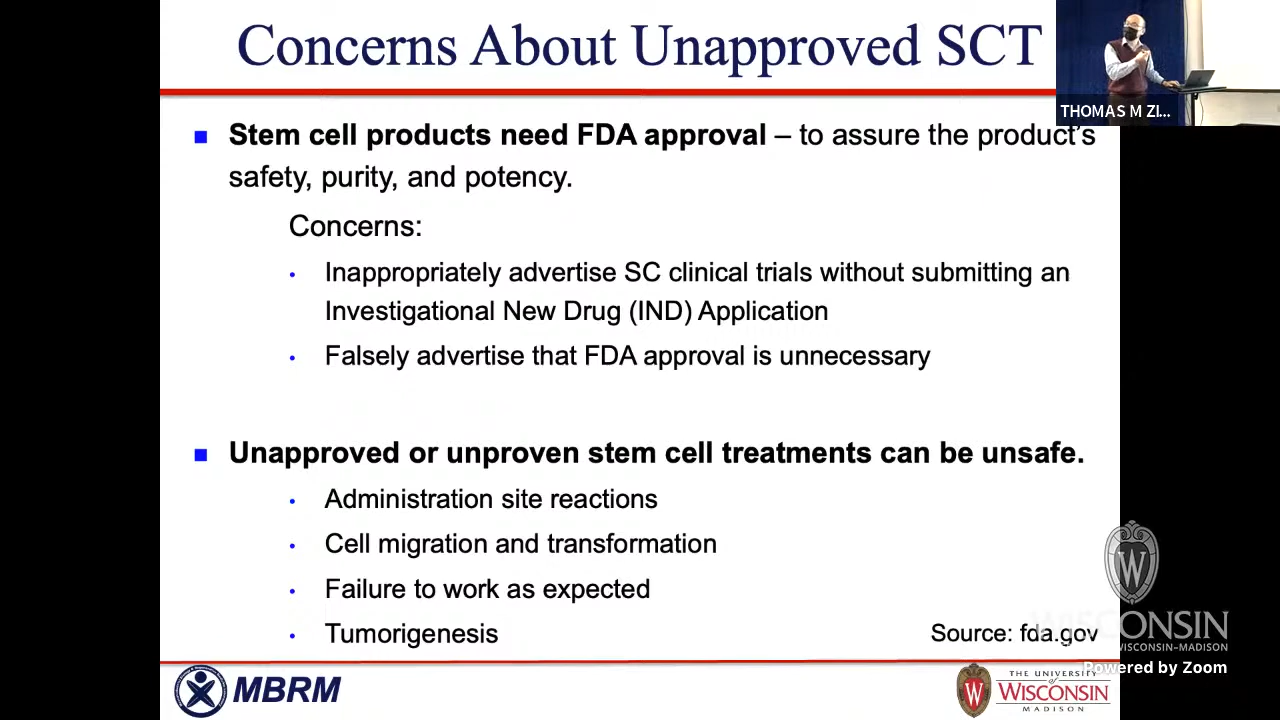 Concerns About Unapproved SCT
THOMAS M ZI...
Stem cell products need FDA approval – to assure the product's
safety, purity, and potency.
Concerns:
Inappropriately advertise SC clinical trials without submitting an
Investigational New Drug (IND) Application
Falsely advertise that FDA approval is unnecessary
Unapproved or unproven stem cell treatments can be unsafe.
Administration site reactions
Cell migration and transformation
Failure to work as expected
Tumorigenesis
Source: fda.gov
W
WISCONSIN
WISCONSIN–MADISON
Powered by Zoom
MBRM
W
THE UNIVERSITY
of
WISCONSIN
MADISON